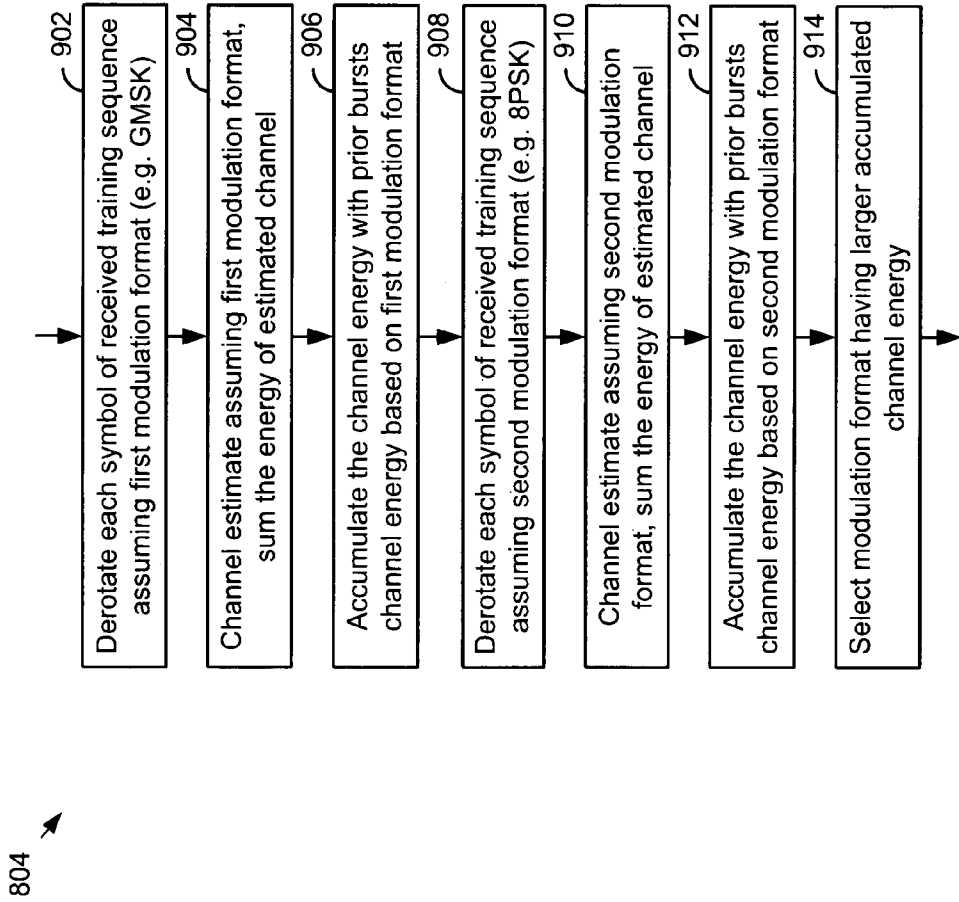 804
902
Derotate each symbol of received training sequence
assuming first modulation format (e.g. GMSK)
904
Channel estimate assuming first modulation format,
sum the energy of estimated channel
906
Accumulate the channel energy with prior bursts
channel energy based on first modulation format
908
Derotate each symbol of received training sequence
assuming second modulation format (e.g. 8PSK)
910
Channel estimate assuming second modulation
format, sum the energy of estimated channel
912
Accumulate the channel energy with prior bursts
channel energy based on second modulation format
914
Select modulation format having larger accumulated
channel energy